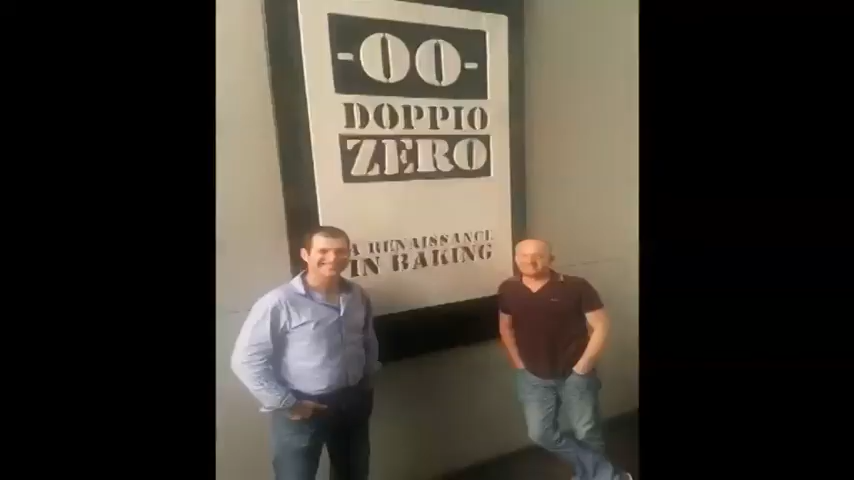 -00-
DOPPIO
ZERO
A RENAISSANCE
IN BAKING